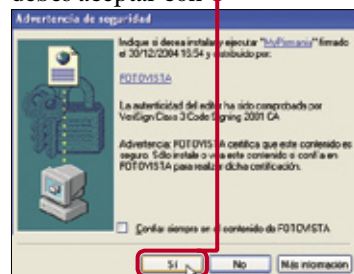 debes aceptar con
Advertencia de seguridad
Indique si desea instalar y ejecutar "MyPixmania" firmado
el 30/12/2004 16:54 y distribuido por:
FOTOVISTA
La autenticidad del editor ha sido comprobada por
VeriSign Class 3 Code Signing 2001 CA
Advertencia: FOTOVISTA certifica que este contenido es
seguro. Sólo instale o vea este contenido si confía en
FOTOVISTA para realizar dicha certificación.
Confiar siempre en el contenido de FOTOVISTA
Sí
No
Más información